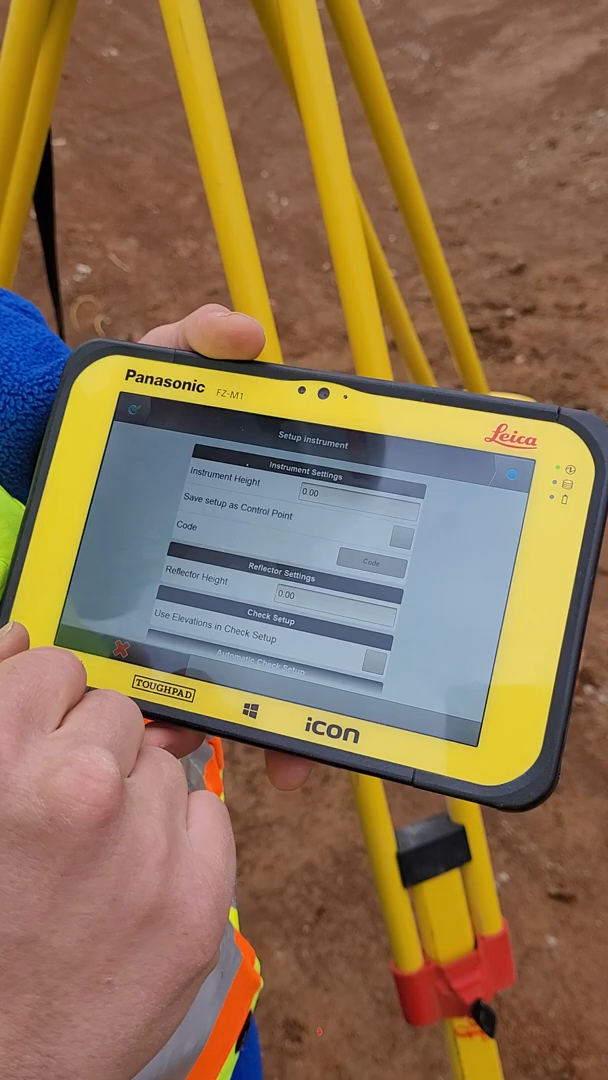 Panasonic FZ-M1
Leica
Setup instrument
Instrument Settings
Instrument Height 0.00
Save setup as Control Point
Code Code
Reflector Settings
Reflector Height 0.00
Check Setup
Use Elevations in Check Setup
Automatic Check Setup
TOUGHPAD
icon